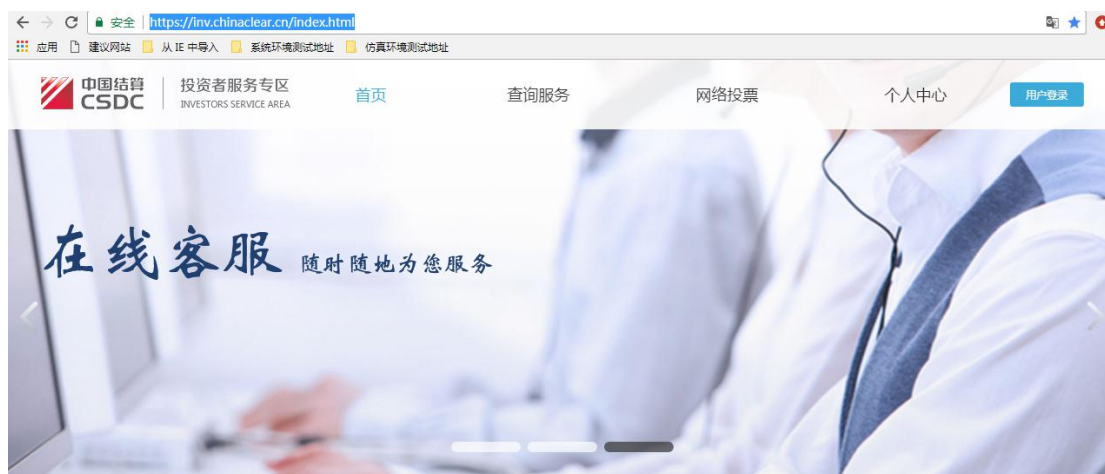 安全 | https://inv.chinaclear.cn/index.html
应用 建议网站 从 IE 中导入 系统环境测试地址 仿真环境测试地址
中国结算 投资者服务专区 首页 查询服务 网络投票 个人中心 用户登录
CSDC INVESTORS SERVICE AREA
在线客服 随时随地为您服务